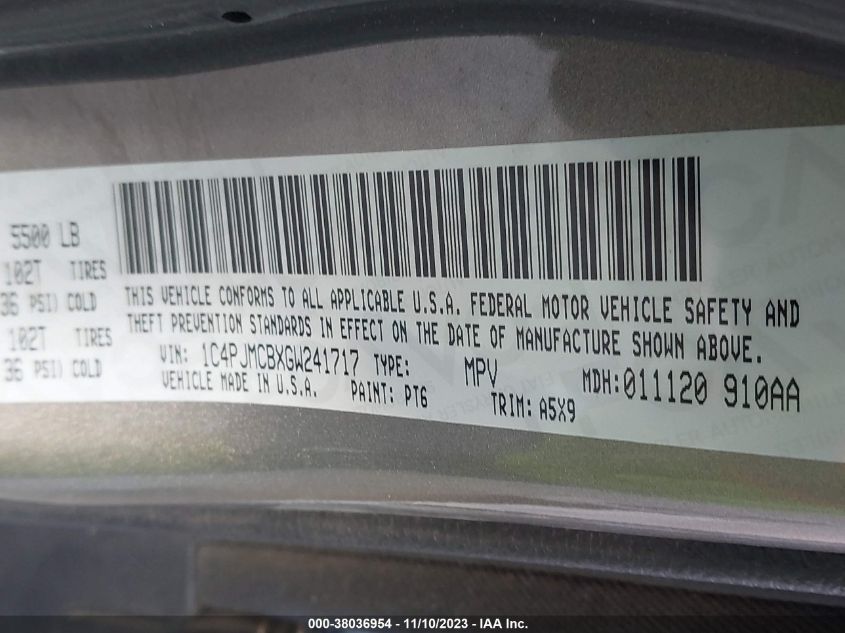 5500 LB
102T TIRES
36 PSI) COLD
102T TIRES
36 PSI) COLD
THIS VEHICLE CONFORMS TO ALL APPLICABLE U.S.A. FEDERAL MOTOR VEHICLE SAFETY AND
THEFT PREVENTION STANDARDS IN EFFECT ON THE DATE OF MANUFACTURE SHOWN ABOVE.
VIN: 1C4PJMCBXGW241717 TYPE: MPV MDH:011120 910AA
VEHICLE MADE IN U.S.A. PAINT: PT6 TRIM: A5X9
000-38036954 - 11/10/2023 - IAA Inc.